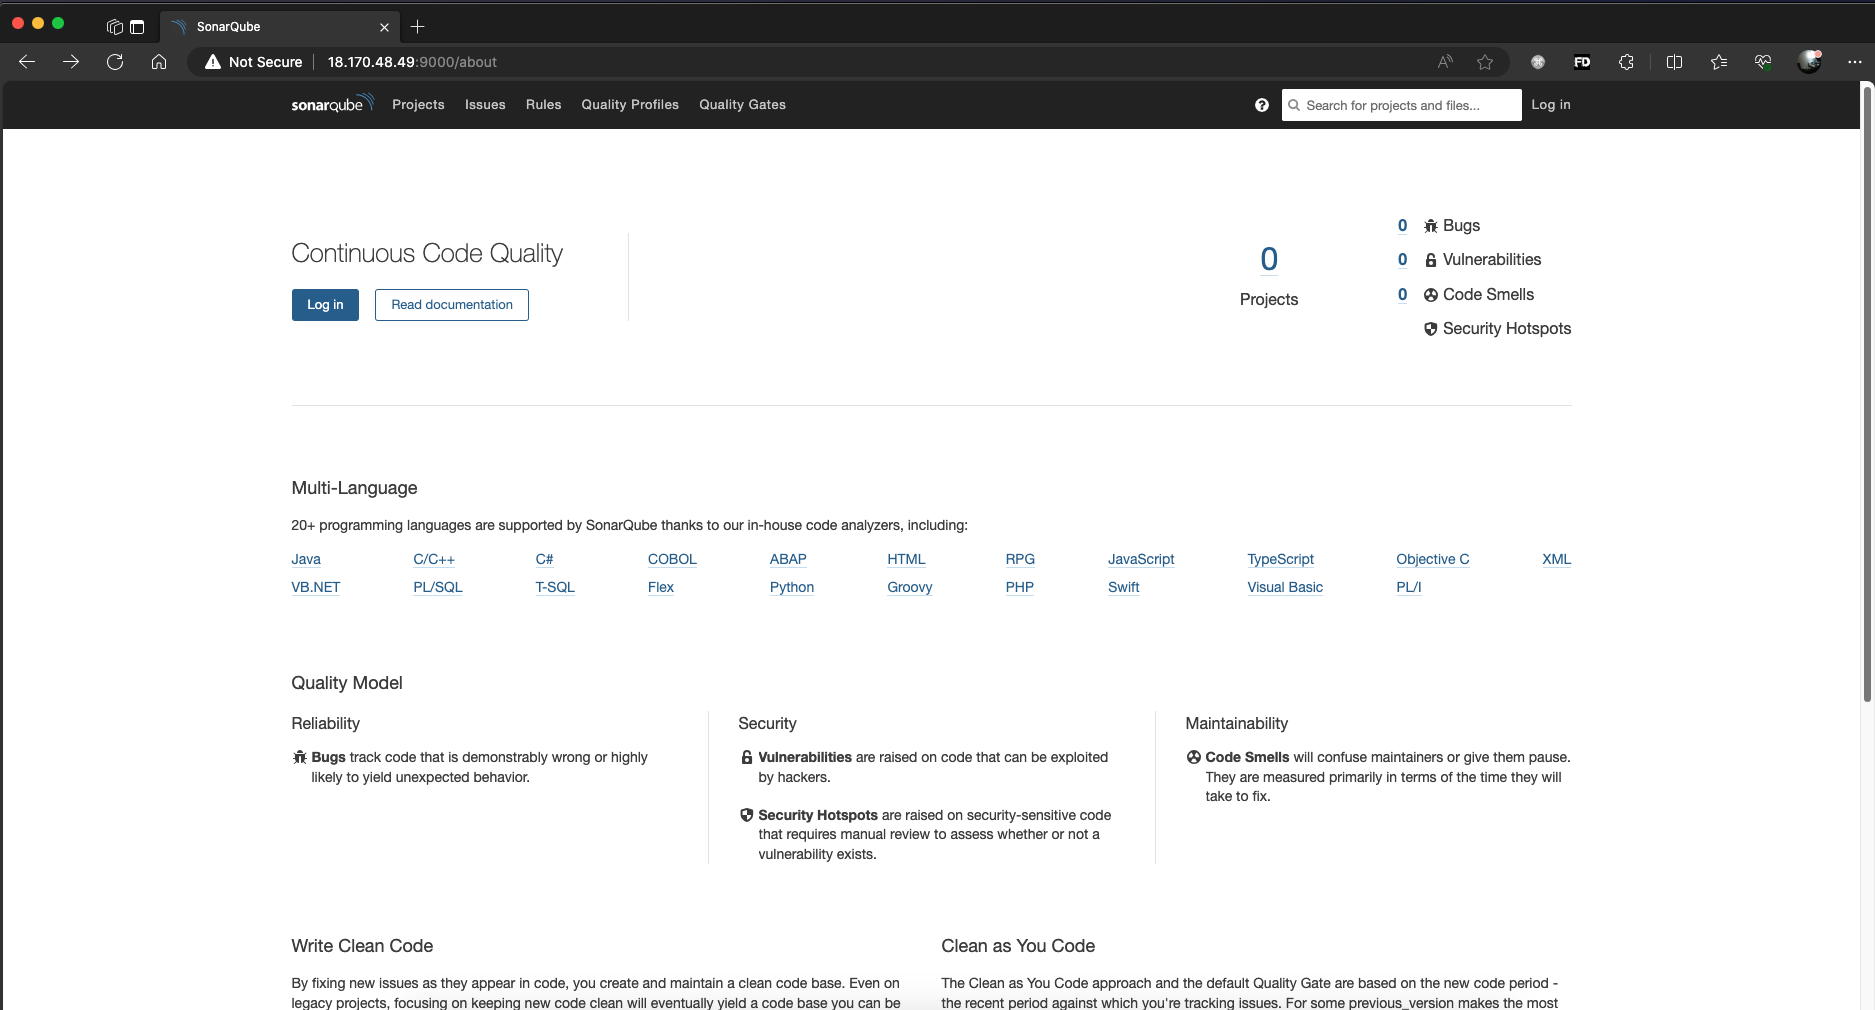 SonarQube
Not Secure 18.170.48.49:9000/about
FD
sonarqube Projects Issues Rules Quality Profiles Quality Gates Search for projects and files... Log in
Continuous Code Quality
Log in Read documentation
0
Projects
0 Bugs
0 Vulnerabilities
0 Code Smells
Security Hotspots
Multi-Language
20+ programming languages are supported by SonarQube thanks to our in-house code analyzers, including:
Java C/C++ C# COBOL ABAP HTML RPG JavaScript TypeScript Objective C XML
VB.NET PL/SQL T-SQL Flex Python Groovy PHP Swift Visual Basic PL/I
Quality Model
Reliability
Bugs track code that is demonstrably wrong or highly
likely to yield unexpected behavior.
Security
Vulnerabilities are raised on code that can be exploited
by hackers.
Security Hotspots are raised on security-sensitive code
that requires manual review to assess whether or not a
vulnerability exists.
Maintainability
Code Smells will confuse maintainers or give them pause.
They are measured primarily in terms of the time they will
take to fix.
Write Clean Code
By fixing new issues as they appear in code, you create and maintain a clean code base. Even on
legacy projects, focusing on keeping new code clean will eventually yield a code base you can be
Clean as You Code
The Clean as You Code approach and the default Quality Gate are based on the new code period -
the recent period against which you're tracking issues. For some previous_version makes the most